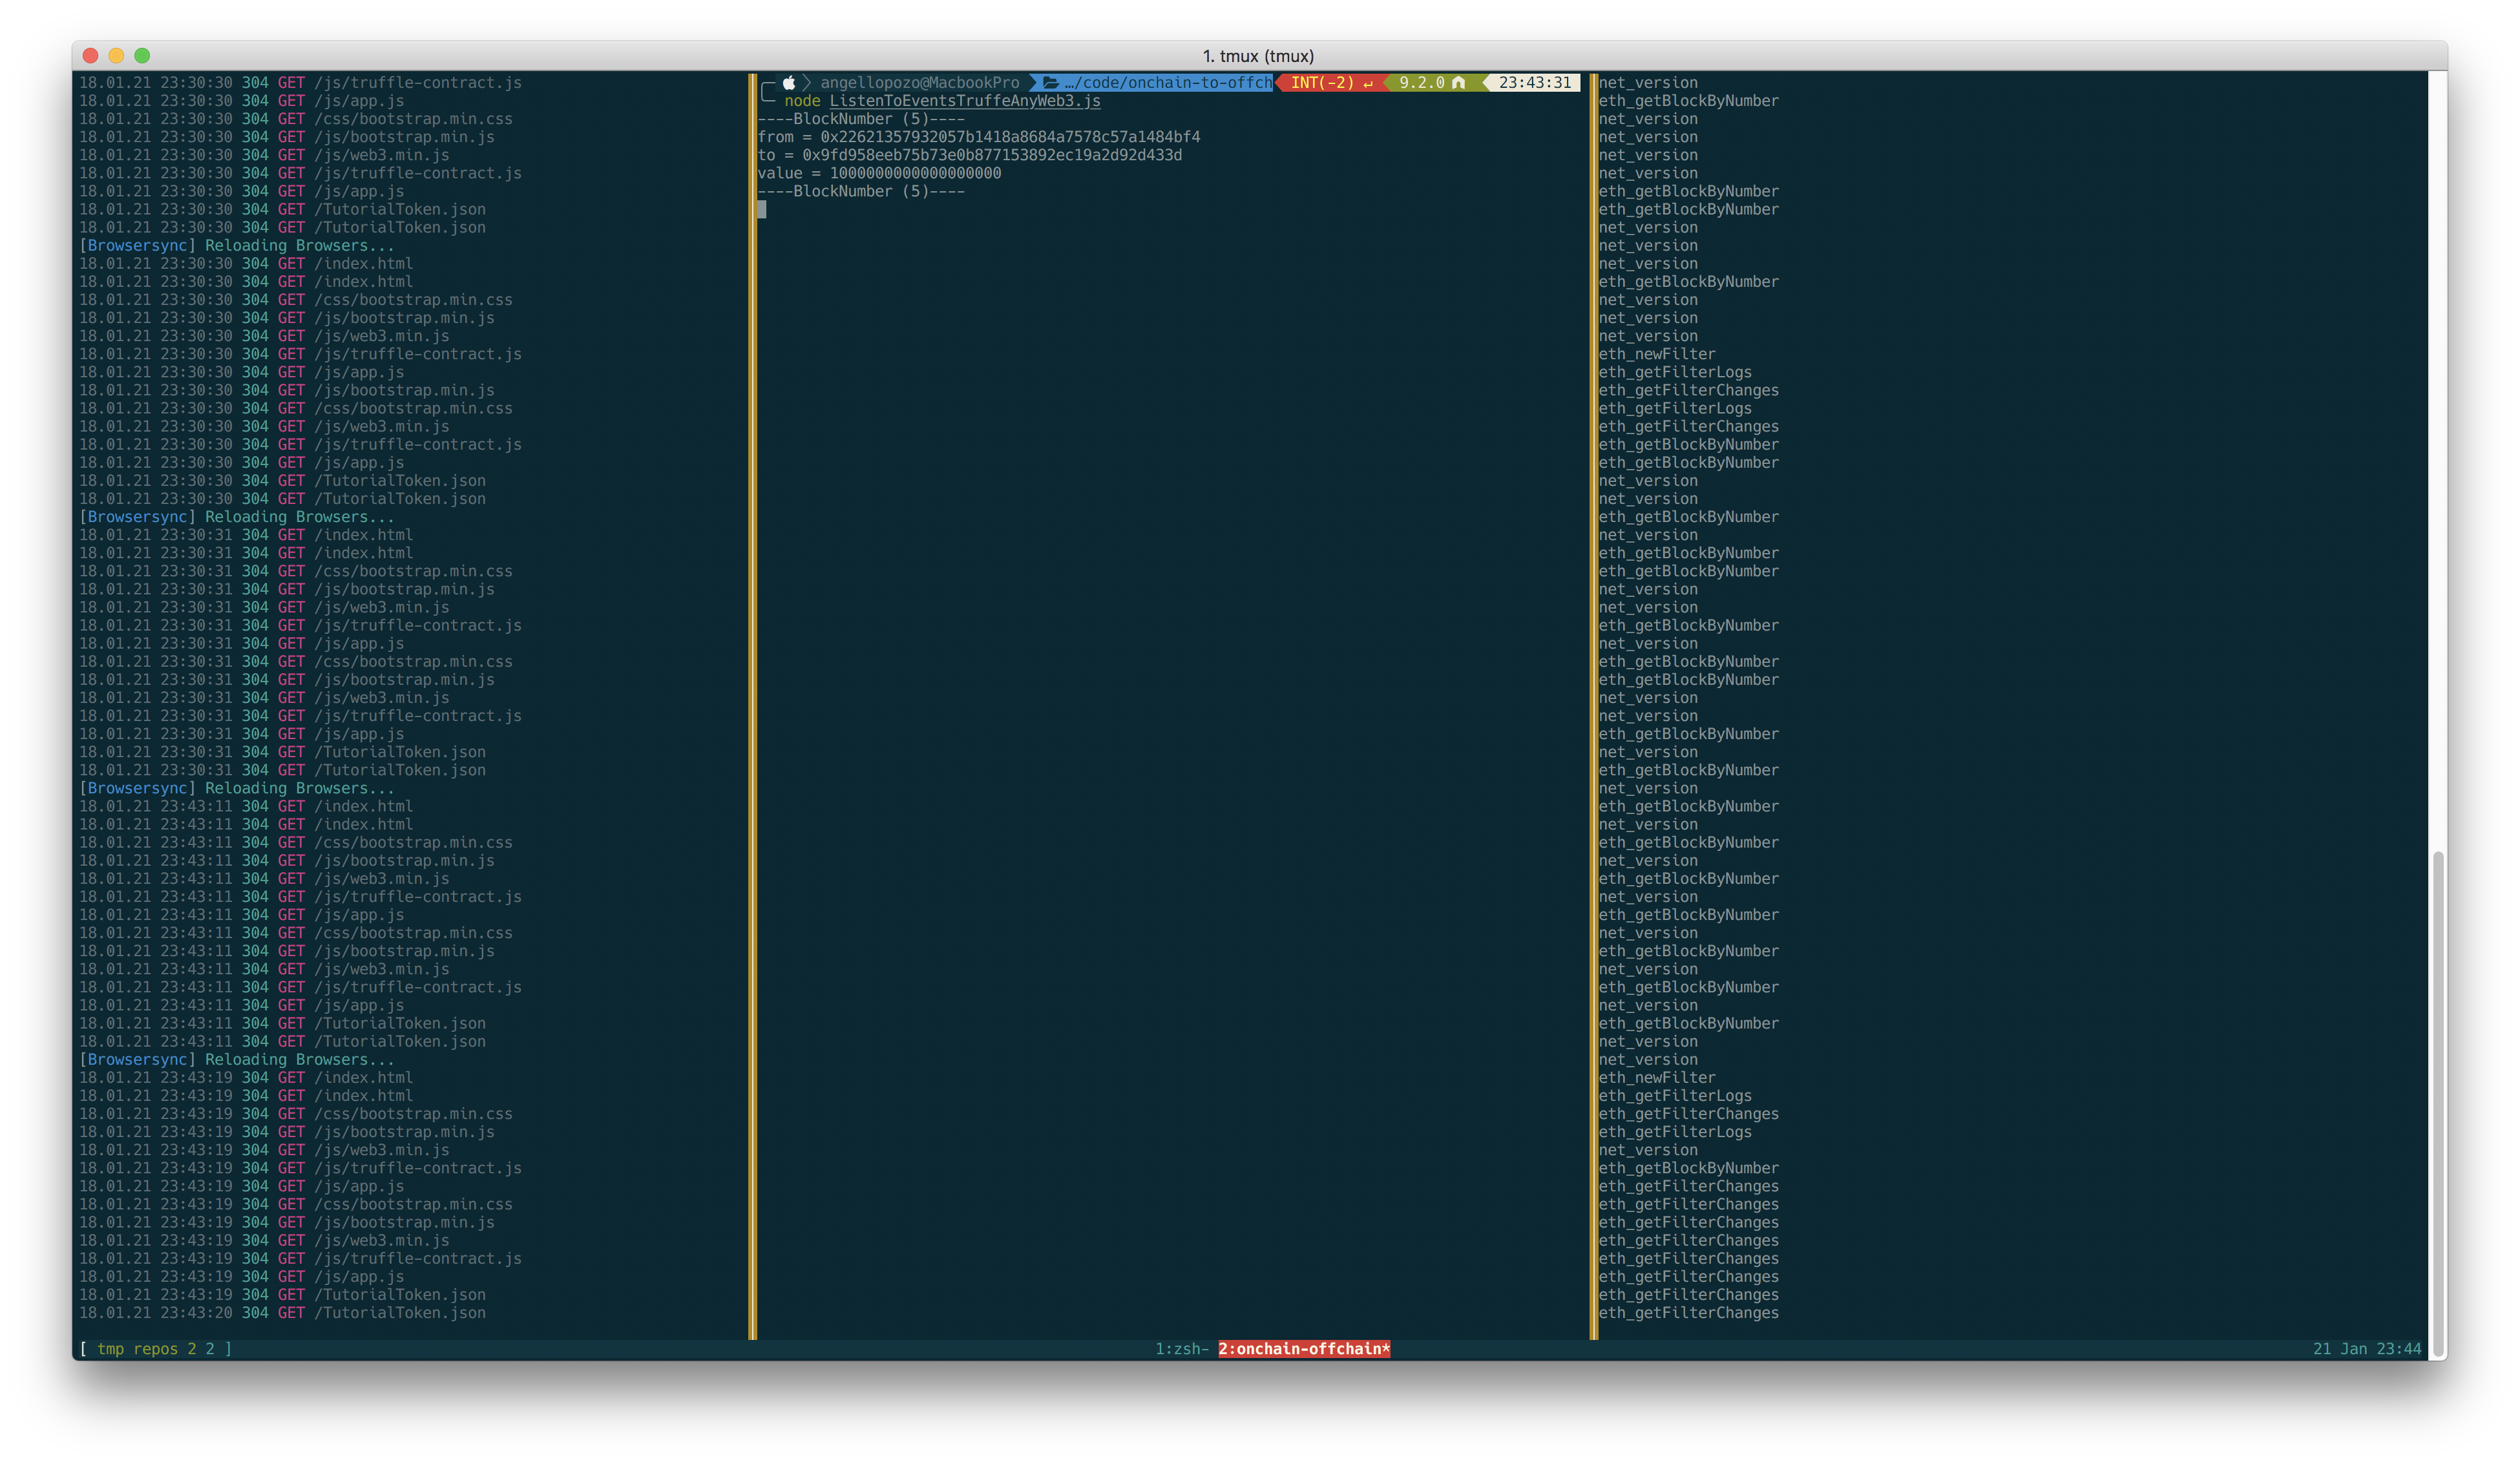 1. tmux (tmux)
18.01.21 23:30:30 304 GET /js/truffle-contract.js
18.01.21 23:30:30 304 GET /js/app.js
18.01.21 23:30:30 304 GET /css/bootstrap.min.css
18.01.21 23:30:30 304 GET /js/bootstrap.min.js
18.01.21 23:30:30 304 GET /js/web3.min.js
18.01.21 23:30:30 304 GET /js/truffle-contract.js
18.01.21 23:30:30 304 GET /js/app.js
18.01.21 23:30:30 304 GET /TutorialToken.json
18.01.21 23:30:30 304 GET /TutorialToken.json
[Browsersync] Reloading Browsers...
18.01.21 23:30:30 304 GET /index.html
18.01.21 23:30:30 304 GET /index.html
18.01.21 23:30:30 304 GET /css/bootstrap.min.css
18.01.21 23:30:30 304 GET /js/bootstrap.min.js
18.01.21 23:30:30 304 GET /js/web3.min.js
18.01.21 23:30:30 304 GET /js/truffle-contract.js
18.01.21 23:30:30 304 GET /js/app.js
18.01.21 23:30:30 304 GET /js/bootstrap.min.js
18.01.21 23:30:30 304 GET /css/bootstrap.min.css
18.01.21 23:30:30 304 GET /js/web3.min.js
18.01.21 23:30:30 304 GET /js/truffle-contract.js
18.01.21 23:30:30 304 GET /js/app.js
18.01.21 23:30:30 304 GET /TutorialToken.json
18.01.21 23:30:30 304 GET /TutorialToken.json
[Browsersync] Reloading Browsers...
18.01.21 23:30:31 304 GET /index.html
18.01.21 23:30:31 304 GET /index.html
18.01.21 23:30:31 304 GET /css/bootstrap.min.css
18.01.21 23:30:31 304 GET /js/bootstrap.min.js
18.01.21 23:30:31 304 GET /js/web3.min.js
18.01.21 23:30:31 304 GET /js/truffle-contract.js
18.01.21 23:30:31 304 GET /js/app.js
18.01.21 23:30:31 304 GET /css/bootstrap.min.css
18.01.21 23:30:31 304 GET /js/bootstrap.min.js
18.01.21 23:30:31 304 GET /js/web3.min.js
18.01.21 23:30:31 304 GET /js/truffle-contract.js
18.01.21 23:30:31 304 GET /js/app.js
18.01.21 23:30:31 304 GET /TutorialToken.json
18.01.21 23:30:31 304 GET /TutorialToken.json
[Browsersync] Reloading Browsers...
18.01.21 23:43:11 304 GET /index.html
18.01.21 23:43:11 304 GET /index.html
18.01.21 23:43:11 304 GET /css/bootstrap.min.css
18.01.21 23:43:11 304 GET /js/bootstrap.min.js
18.01.21 23:43:11 304 GET /js/web3.min.js
18.01.21 23:43:11 304 GET /js/truffle-contract.js
18.01.21 23:43:11 304 GET /js/app.js
18.01.21 23:43:11 304 GET /css/bootstrap.min.css
18.01.21 23:43:11 304 GET /js/bootstrap.min.js
18.01.21 23:43:11 304 GET /js/web3.min.js
18.01.21 23:43:11 304 GET /js/truffle-contract.js
18.01.21 23:43:11 304 GET /js/app.js
18.01.21 23:43:11 304 GET /TutorialToken.json
18.01.21 23:43:11 304 GET /TutorialToken.json
[Browsersync] Reloading Browsers...
18.01.21 23:43:19 304 GET /index.html
18.01.21 23:43:19 304 GET /index.html
18.01.21 23:43:19 304 GET /css/bootstrap.min.css
18.01.21 23:43:19 304 GET /js/bootstrap.min.js
18.01.21 23:43:19 304 GET /js/web3.min.js
18.01.21 23:43:19 304 GET /js/truffle-contract.js
18.01.21 23:43:19 304 GET /js/app.js
18.01.21 23:43:19 304 GET /css/bootstrap.min.css
18.01.21 23:43:19 304 GET /js/bootstrap.min.js
18.01.21 23:43:19 304 GET /js/web3.min.js
18.01.21 23:43:19 304 GET /js/truffle-contract.js
18.01.21 23:43:19 304 GET /js/app.js
18.01.21 23:43:19 304 GET /TutorialToken.json
18.01.21 23:43:20 304 GET /TutorialToken.json
angellopozo@MacbookPro …/code/onchain-to-offch INT(-2) ↵ 9.2.0 23:43:31
node ListenToEventsTruffeAnyWeb3.js
----BlockNumber (5)----
from = 0x22621357932057b1418a8684a7578c57a1484bf4
to = 0x9fd958eeb75b73e0b877153892ec19a2d92d433d
value = 1000000000000000000
----BlockNumber (5)----
net_version
eth_getBlockByNumber
net_version
net_version
net_version
net_version
eth_getBlockByNumber
eth_getBlockByNumber
net_version
net_version
net_version
eth_getBlockByNumber
net_version
net_version
net_version
eth_newFilter
eth_getFilterLogs
eth_getFilterChanges
eth_getFilterLogs
eth_getFilterChanges
eth_getBlockByNumber
eth_getBlockByNumber
net_version
net_version
eth_getBlockByNumber
net_version
eth_getBlockByNumber
eth_getBlockByNumber
net_version
net_version
eth_getBlockByNumber
net_version
eth_getBlockByNumber
eth_getBlockByNumber
net_version
net_version
eth_getBlockByNumber
net_version
eth_getBlockByNumber
net_version
eth_getBlockByNumber
net_version
eth_getBlockByNumber
net_version
eth_getBlockByNumber
net_version
eth_getBlockByNumber
net_version
eth_getBlockByNumber
net_version
eth_getBlockByNumber
net_version
eth_getBlockByNumber
net_version
net_version
eth_newFilter
eth_getFilterLogs
eth_getFilterChanges
eth_getFilterLogs
net_version
eth_getBlockByNumber
eth_getFilterChanges
eth_getFilterChanges
eth_getFilterChanges
eth_getFilterChanges
eth_getFilterChanges
eth_getFilterChanges
eth_getFilterChanges
eth_getFilterChanges
[ tmp repos 2 2 ] 1:zsh- 2:onchain-offchain* 21 Jan 23:44